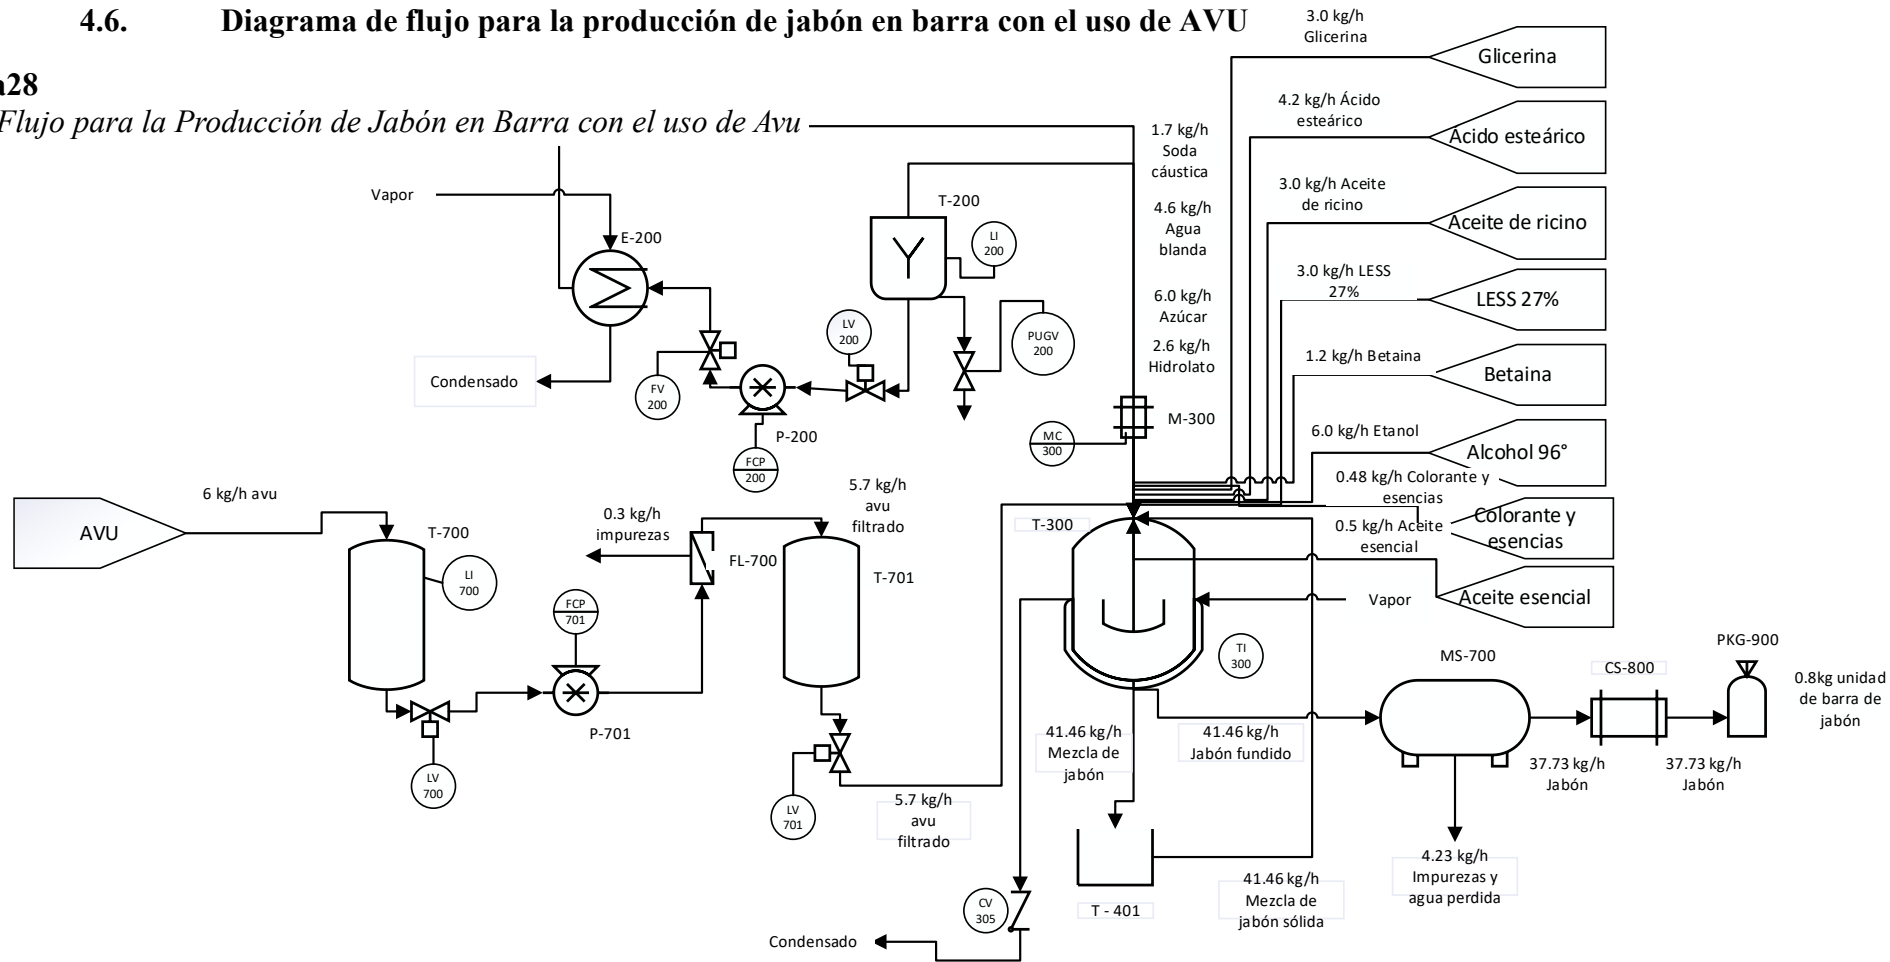 4.6. Diagrama de flujo para la producción de jabón en barra con el uso de AVU
a28
Flujo para la Producción de Jabón en Barra con el uso de Avu
3.0 kg/h
Glicerina
Glicerina
4.2 kg/h Ácido
esteárico
Acido esteárico
3.0 kg/h Aceite
de ricino
Aceite de ricino
3.0 kg/h LESS
27%
LESS 27%
1.2 kg/h Betaina
Betaina
6.0 kg/h Etanol
Alcohol 96°
0.48 kg/h Colorante y
esencias
Colorante y
esencias
0.5 kg/h Aceite
esencial
Aceite esencial
1.7 kg/h
Soda
cáustica
4.6 kg/h
Agua
blanda
6.0 kg/h
Azúcar
2.6 kg/h
Hidrolato
Vapor
E-200
Condensado
T-200
LI
200
LV
200
PUGV
200
FV
200
P-200
FCP
200
M-300
MC
300
AVU
6 kg/h avu
T-700
LI
700
LV
700
FCP
701
P-701
0.3 kg/h
impurezas
FL-700
5.7 kg/h
avu
filtrado
T-701
LV
701
5.7 kg/h
avu
filtrado
T-300
Vapor
TI
300
41.46 kg/h
Mezcla de
jabón
41.46 kg/h
Jabón fundido
T - 401
41.46 kg/h
Mezcla de
jabón sólida
CV
305
Condensado
MS-700
4.23 kg/h
Impurezas y
agua perdida
37.73 kg/h
Jabón
CS-800
37.73 kg/h
Jabón
PKG-900
0.8kg unidad
de barra de
jabón